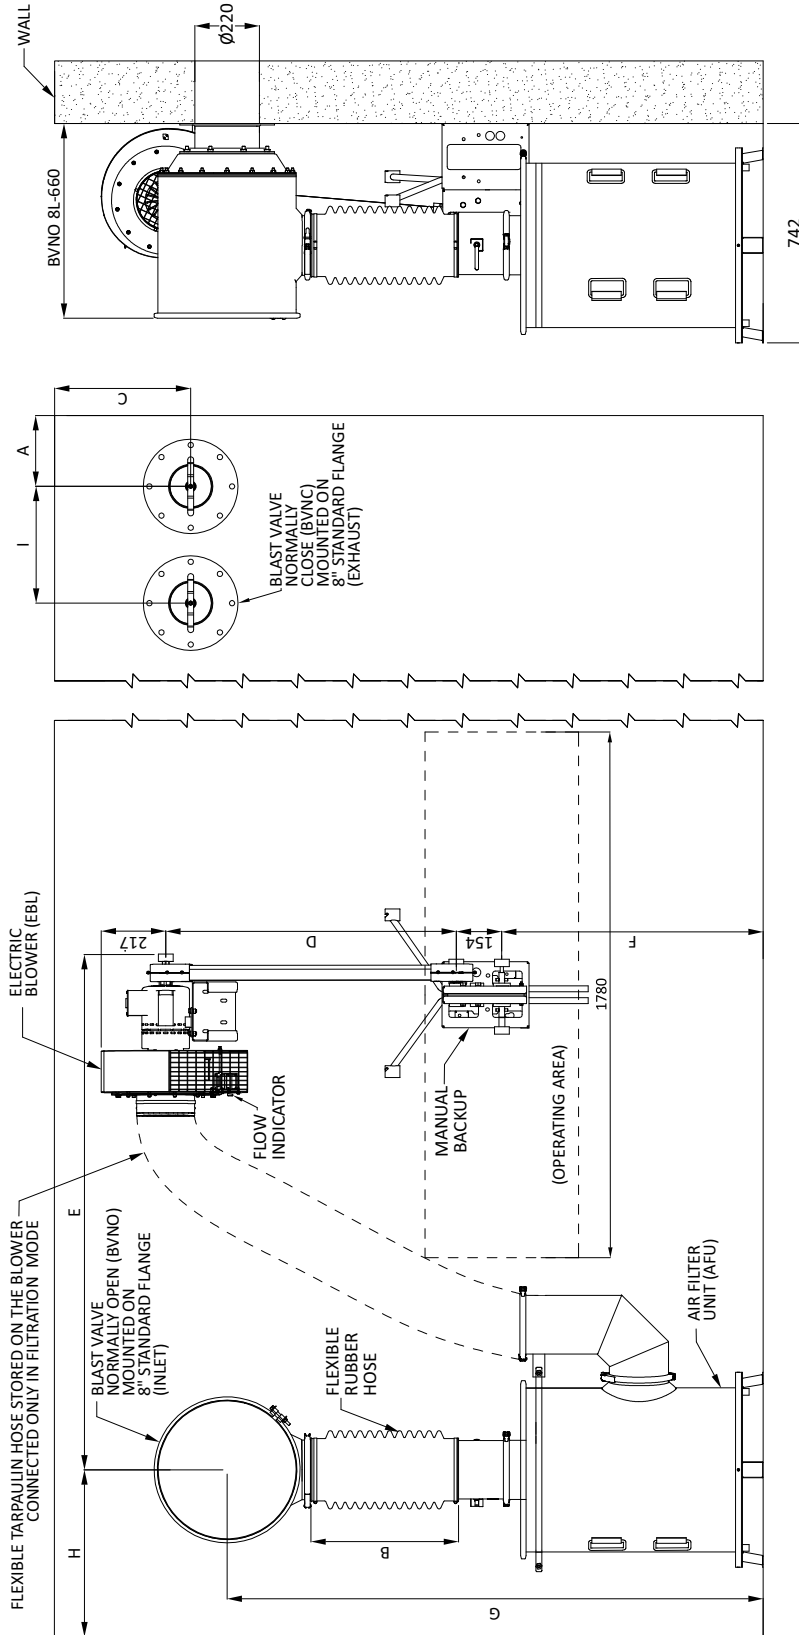 FLEXIBLE TARPAULIN HOSE STORED ON THE BLOWER
CONNECTED ONLY IN FILTRATION MODE
BLAST VALVE
NORMALLY OPEN (BVNO)
MOUNTED ON
8" STANDARD FLANGE
(INLET)
ELECTRIC
BLOWER (EBL)
FLOW
INDICATOR
FLEXIBLE
RUBBER
HOSE
MANUAL
BACKUP
(OPERATING AREA)
AIR FILTER
UNIT (AFU)
H
E
G
B
D
F
217
154
1780
BLAST VALVE
NORMALLY
CLOSE (BVNC)
MOUNTED ON
8" STANDARD FLANGE
(EXHAUST)
I
A
C
WALL
BVNO 8L-660
Ø220
742